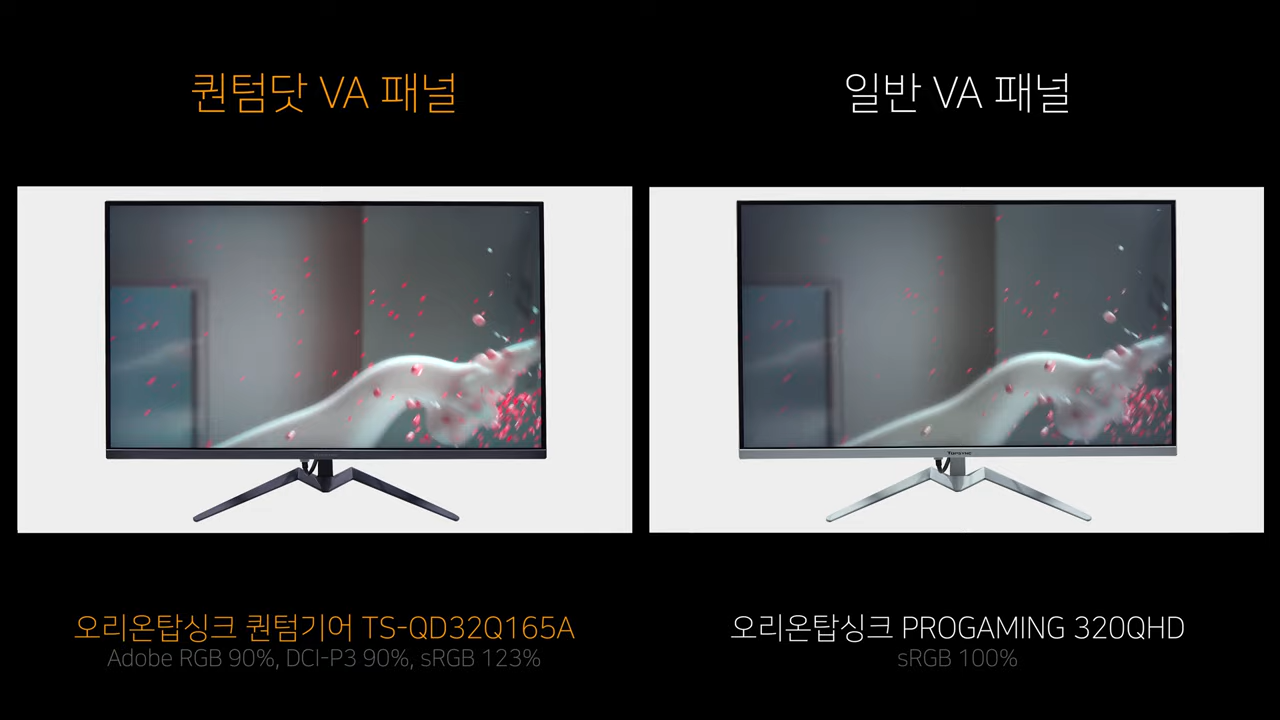 퀀텀닷 VA 패널
일반 VA 패널
오리온탑싱크 퀀텀기어 TS-QD32Q165A
Adobe RGB 90%, DCI-P3 90%, sRGB 123%
오리온탑싱크 PROGAMING 320QHD
sRGB 100%